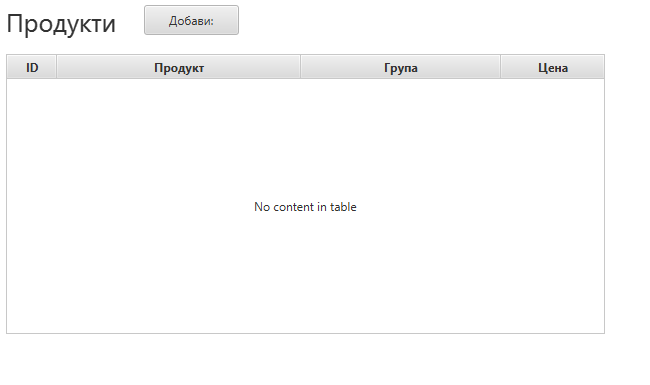 Продукти
Добави:
ID Продукт Група Цена
No content in table